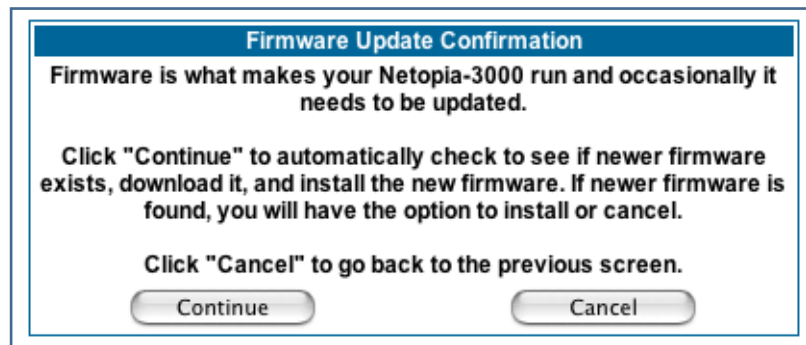 Firmware Update Confirmation
Firmware is what makes your Netopia-3000 run and occasionally it
needs to be updated.
Click "Continue" to automatically check to see if newer firmware
exists, download it, and install the new firmware. If newer firmware is
found, you will have the option to install or cancel.
Click "Cancel" to go back to the previous screen.
Continue
Cancel